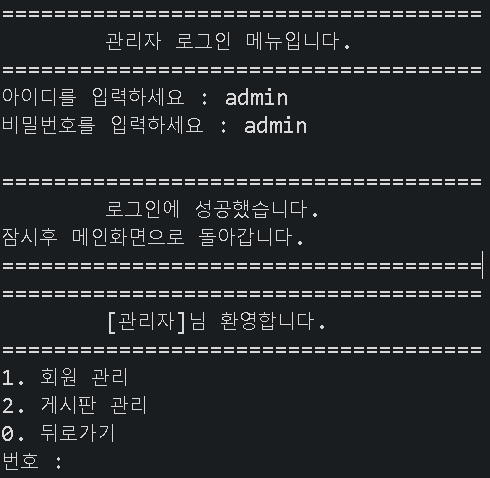 =====================================
관리자 로그인 메뉴입니다.
=====================================
아이디를 입력하세요 : admin
비밀번호를 입력하세요 : admin
=====================================
로그인에 성공했습니다.
잠시후 메인화면으로 돌아갑니다.
=====================================
=====================================
[관리자]님 환영합니다.
=====================================
1. 회원 관리
2. 게시판 관리
0. 뒤로가기
번호 :